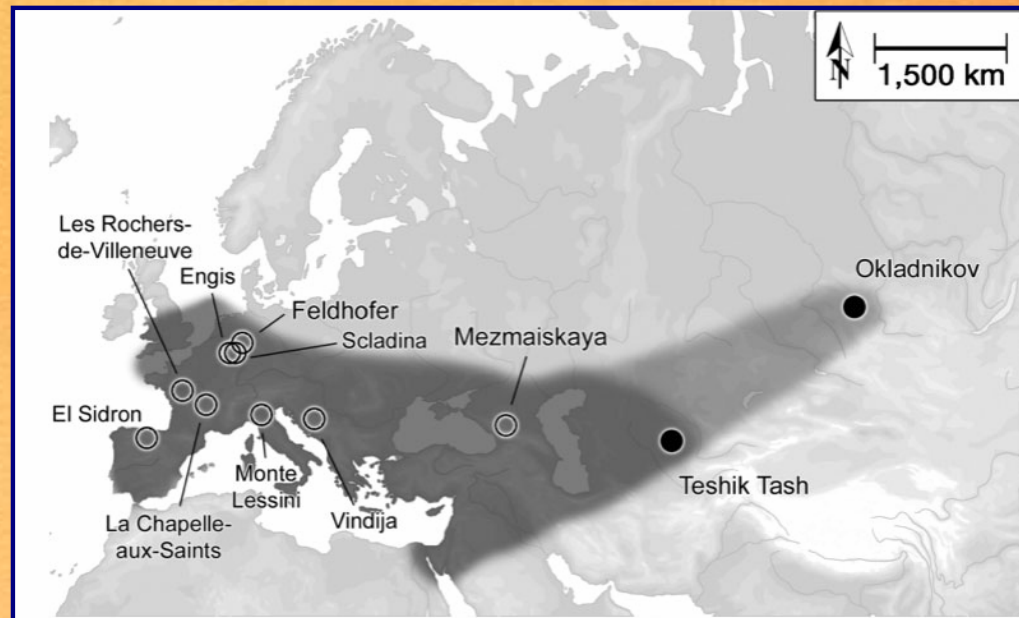 N
1,500 km
Les Rochers-
de-Villeneuve
Engis
Feldhofer
Scladina
Mezmaiskaya
Okladnikov
El Sidron
Monte
Lessini
La Chapelle-
aux-Saints
Vindija
Teshik Tash